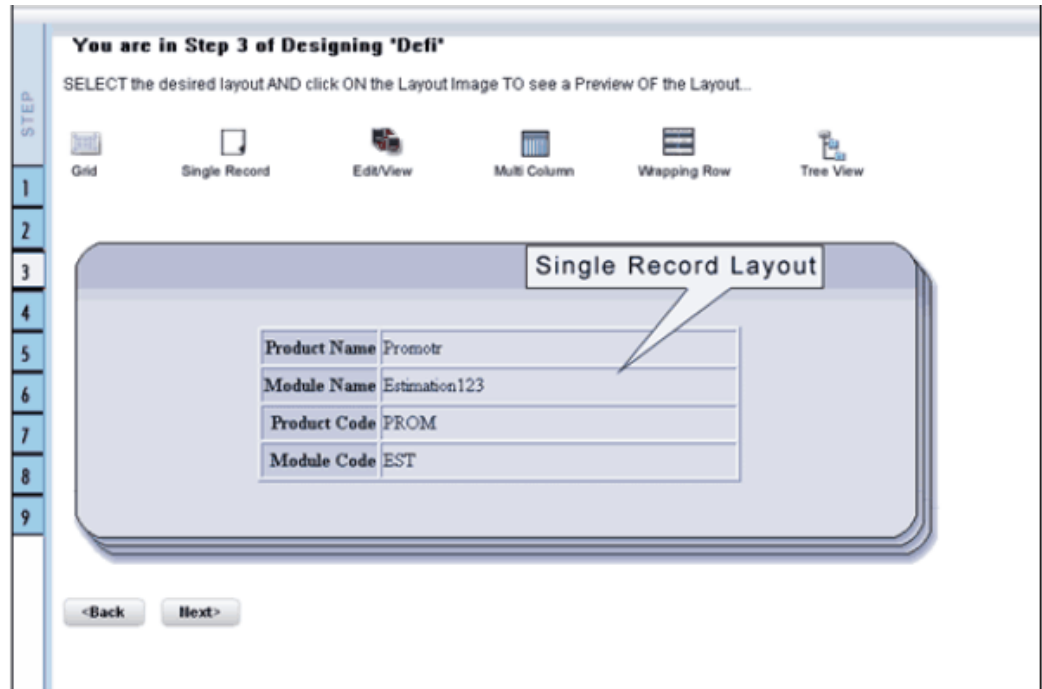 You are in Step 3 of Designing "Defi"
SELECT the desired layout AND click ON the Layout Image TO see a Preview OF the Layout...
STEP
Grid Single Record Edit/View Multi Column Wrapping Row Tree View
1
2
3
4
5
6
7
8
9
Single Record Layout
Product Name Promotr
Module Name Estimation123
Product Code PROM
Module Code EST
<Back Next>